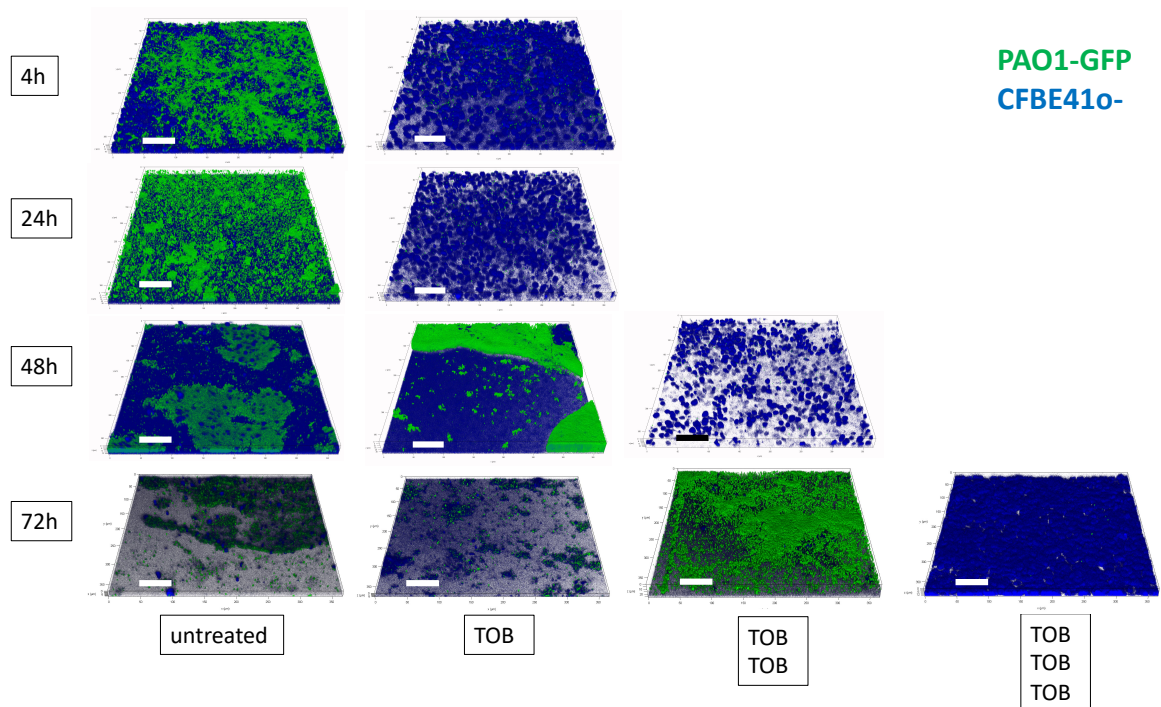 4h
PAO1-GFP
CFBE41o-
24h
48h
72h
untreated
TOB
TOB
TOB
TOB
TOB
TOB